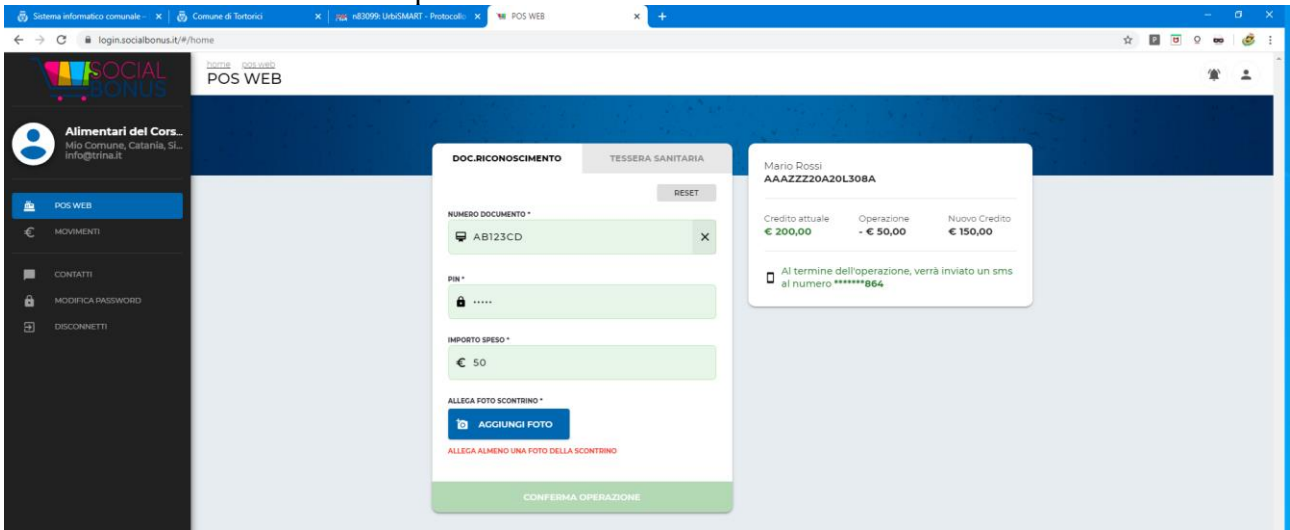 Sistema informatico comunale –
Comune di Tortorici
n83099: UrbiSMART - Protocollo
POS WEB
login.socialbonus.it/#/home
SOCIAL
BONUS
home pos web
POS WEB
Alimentari del Cors...
Mio Comune, Catania, Si...
info@trina.it
POS WEB
MOVIMENTI
CONTATTI
MODIFICA PASSWORD
DISCONNETTI
DOC.RICONOSCIMENTO
TESSERA SANITARIA
RESET
NUMERO DOCUMENTO *
AB123CD
PIN *
•••••
IMPORTO SPESO *
€ 50
ALLEGA FOTO SCONTRINO *
AGGIUNGI FOTO
ALLEGA ALMENO UNA FOTO DELLA SCONTRINO
CONFERMA OPERAZIONE
Mario Rossi
AAAZZZ20A20L308A
Credito attuale Operazione Nuovo Credito
€ 200,00 - € 50,00 € 150,00
Al termine dell'operazione, verrà inviato un sms
al numero *******864